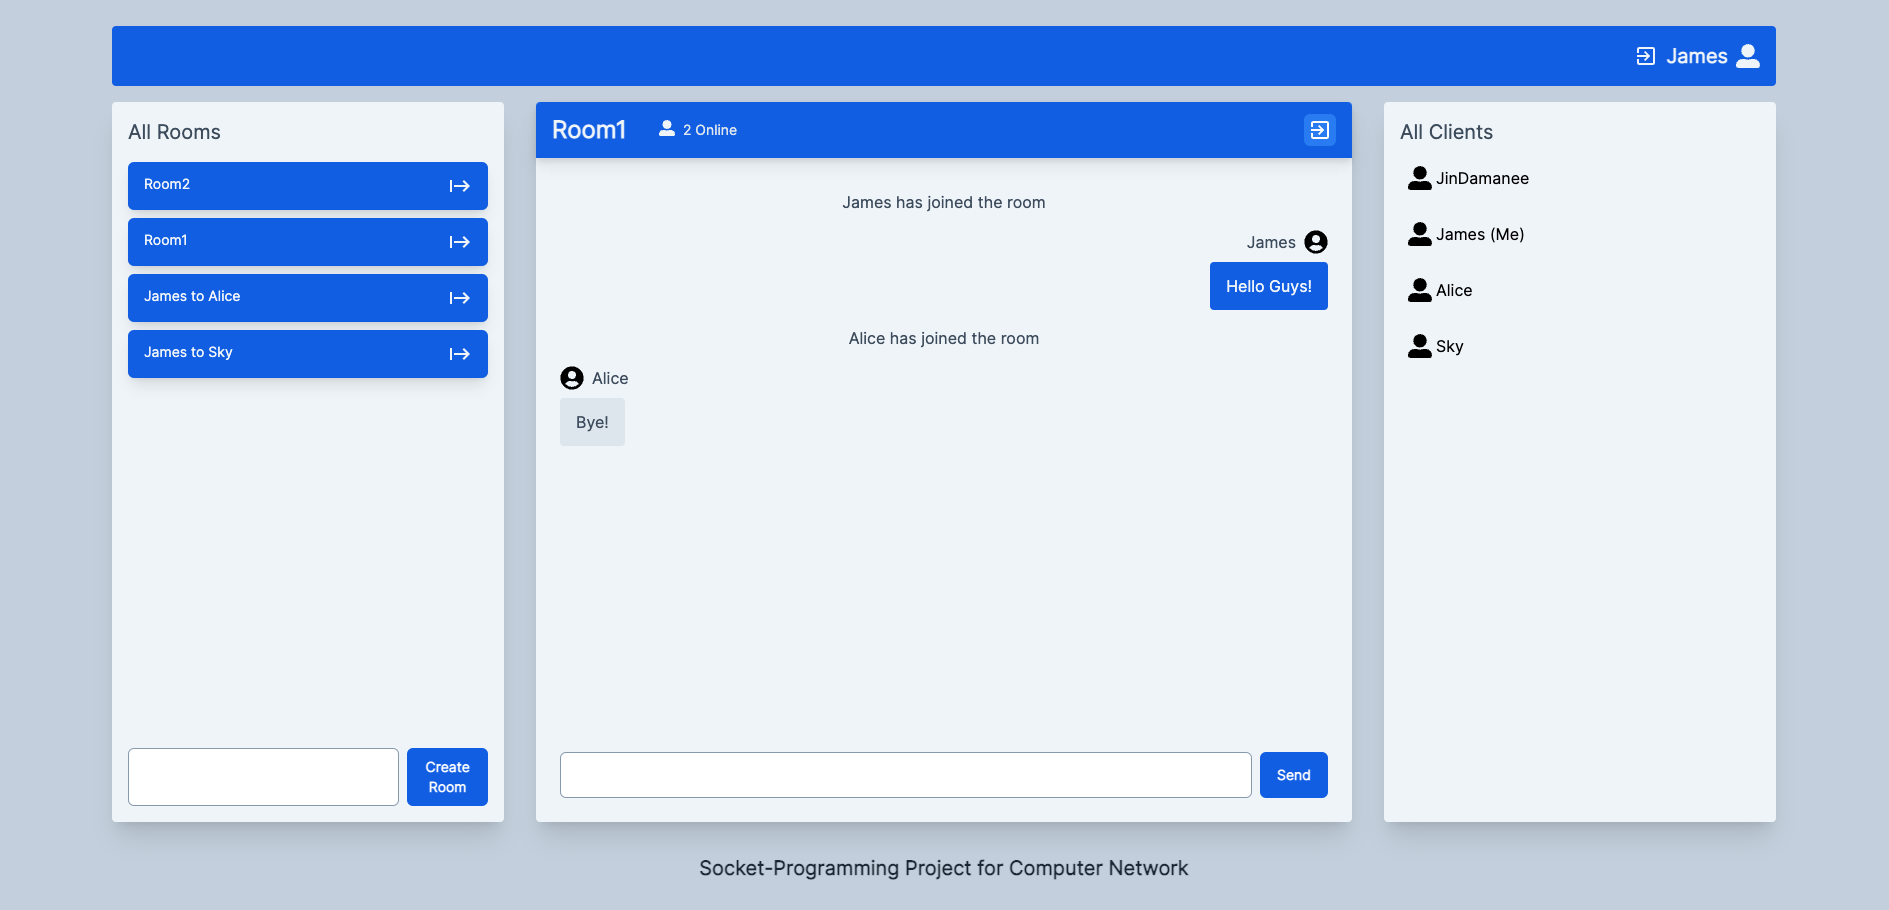 James
All Rooms
Room2
Room1
James to Alice
James to Sky
Create
Room
Room1
2 Online
James has joined the room
James
Hello Guys!
Alice has joined the room
Alice
Bye!
Send
All Clients
JinDamanee
James (Me)
Alice
Sky
Socket-Programming Project for Computer Network